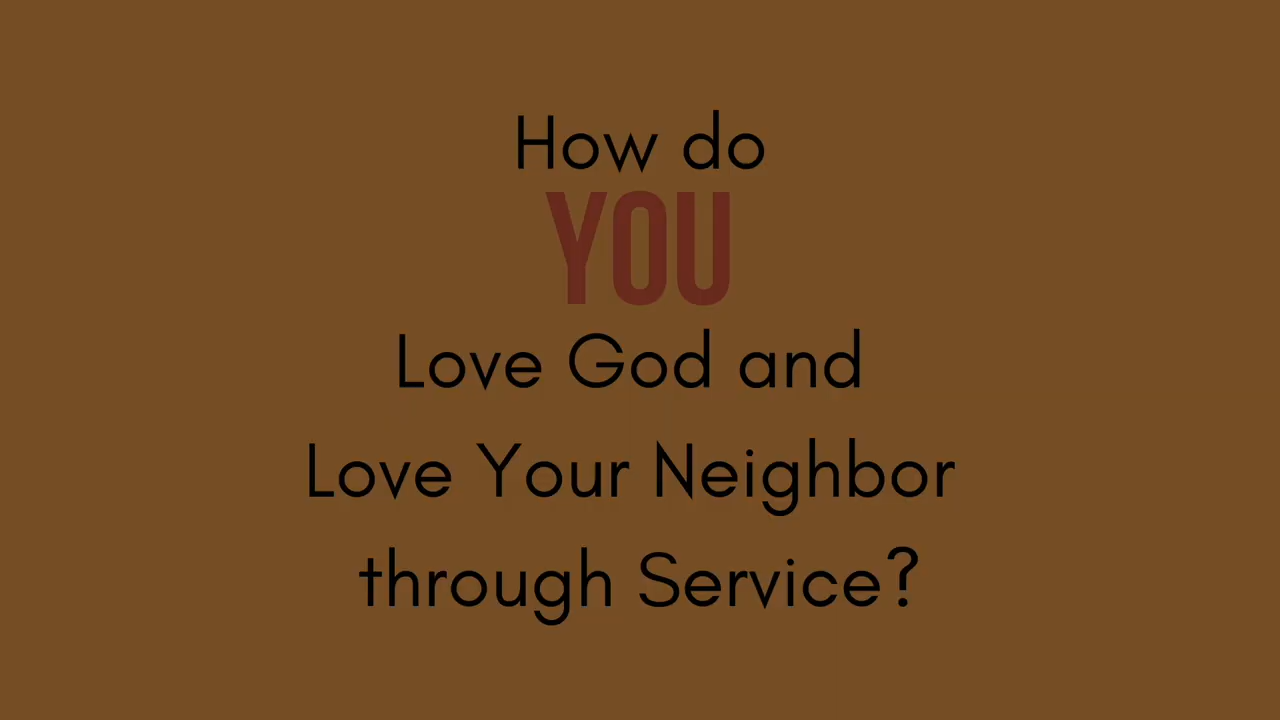 How do
YOU
Love God and
Love Your Neighbor
through Service?